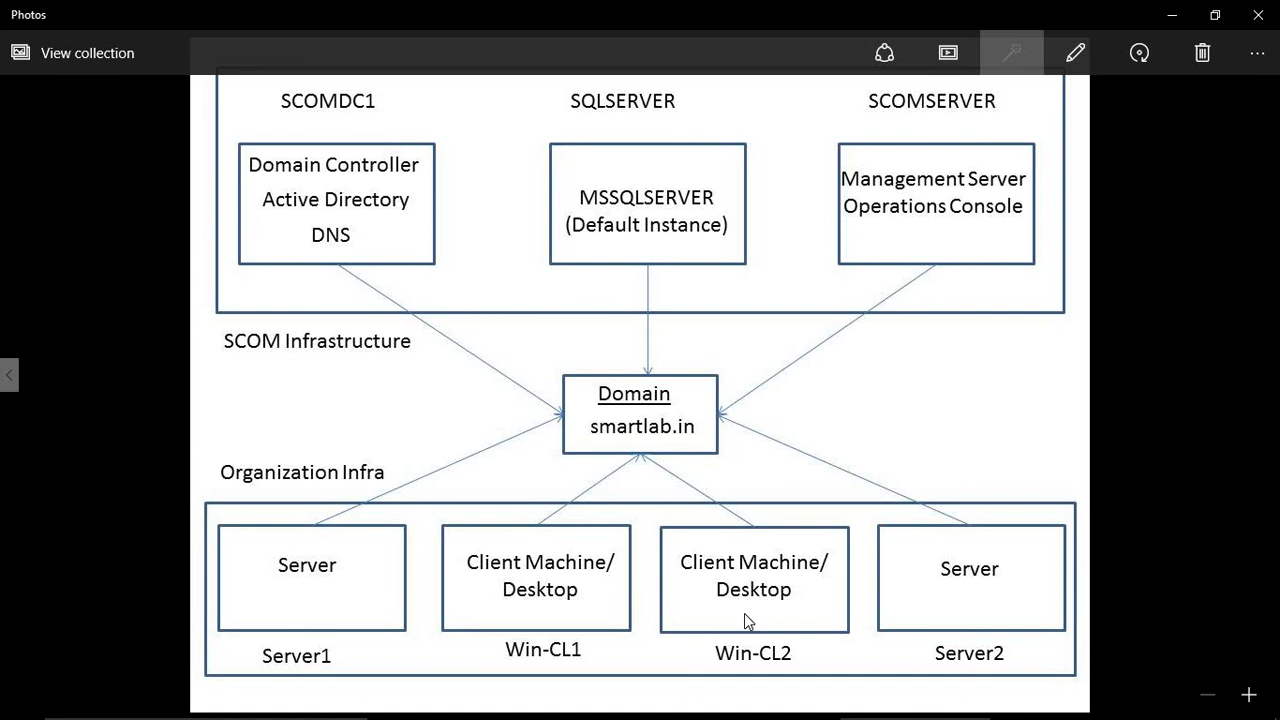 Photos
View collection
SCOMDC1
SQLSERVER
SCOMSERVER
Domain Controller
Active Directory
DNS
MSSQLSERVER
(Default Instance)
Management Server
Operations Console
SCOM Infrastructure
Domain
smartlab.in
Organization Infra
Server
Client Machine/
Desktop
Client Machine/
Desktop
Server
Server1
Win-CL1
Win-CL2
Server2